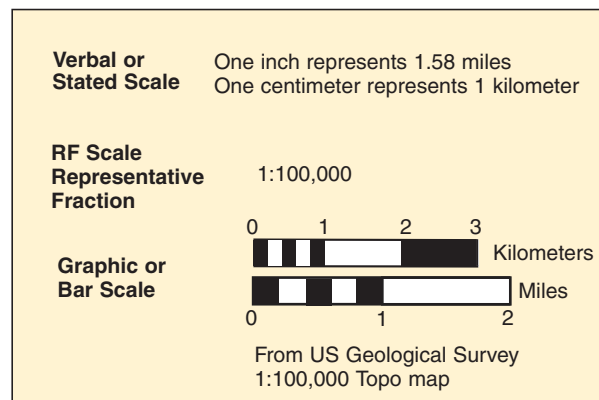 Verbal or
Stated Scale
One inch represents 1.58 miles
One centimeter represents 1 kilometer
RF Scale
Representative
Fraction
1:100,000
Graphic or
Bar Scale
0 1 2 3
Kilometers
Miles
0 1 2
From US Geological Survey
1:100,000 Topo map